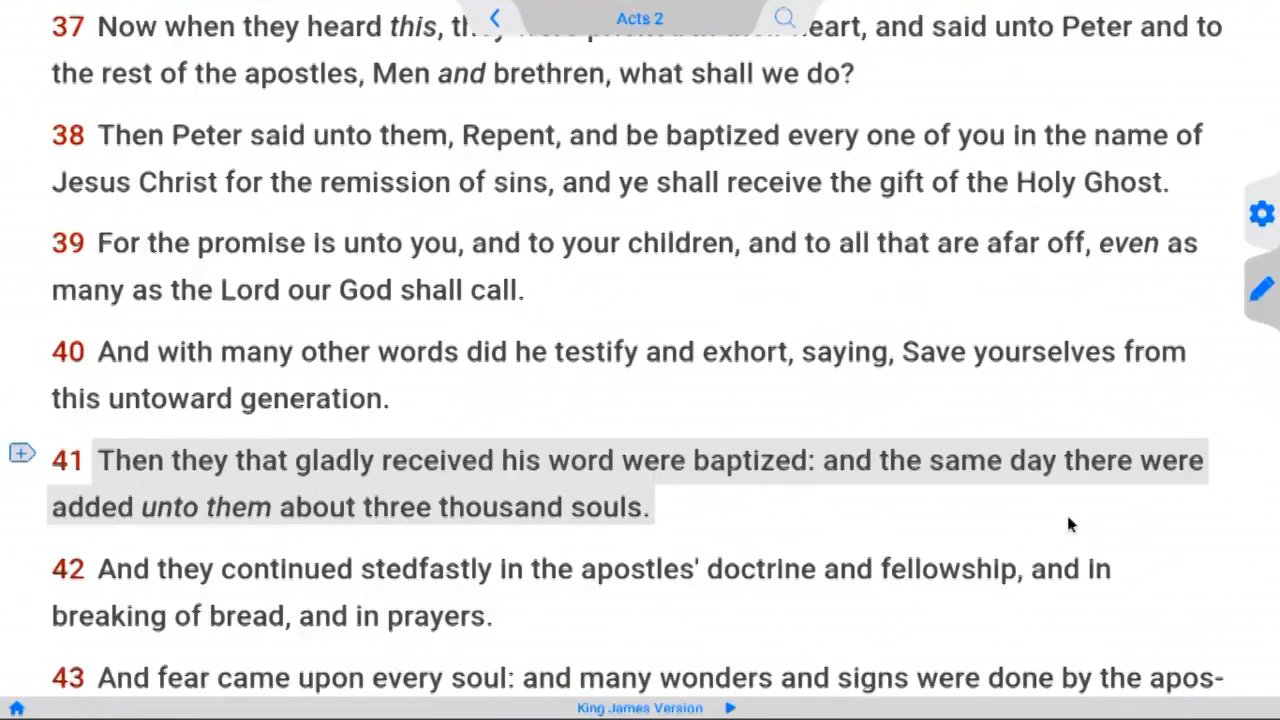 Acts 2
37 Now when they heard this, they were pricked in their heart, and said unto Peter and to
the rest of the apostles, Men and brethren, what shall we do?
38 Then Peter said unto them, Repent, and be baptized every one of you in the name of
Jesus Christ for the remission of sins, and ye shall receive the gift of the Holy Ghost.
39 For the promise is unto you, and to your children, and to all that are afar off, even as
many as the Lord our God shall call.
40 And with many other words did he testify and exhort, saying, Save yourselves from
this untoward generation.
41 Then they that gladly received his word were baptized: and the same day there were
added unto them about three thousand souls.
42 And they continued stedfastly in the apostles' doctrine and fellowship, and in
breaking of bread, and in prayers.
43 And fear came upon every soul: and many wonders and signs were done by the apos-
King James Version